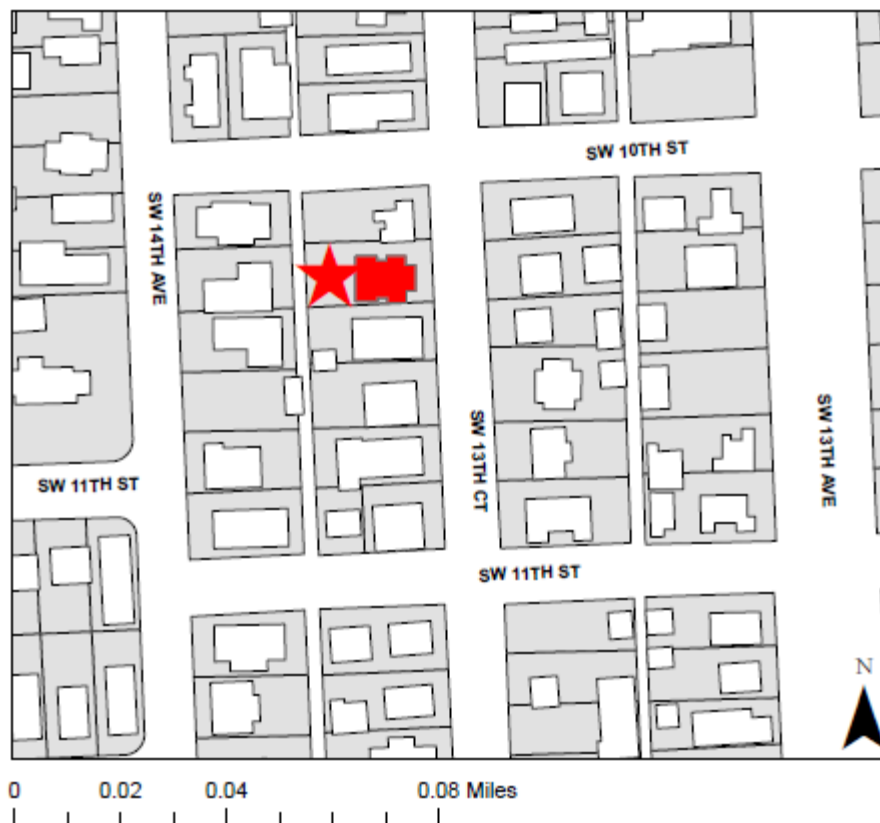 SW 10TH ST
SW 14TH AVE
SW 13TH CT
SW 13TH AVE
SW 11TH ST
SW 11TH ST
N
0 0.02 0.04 0.08 Miles